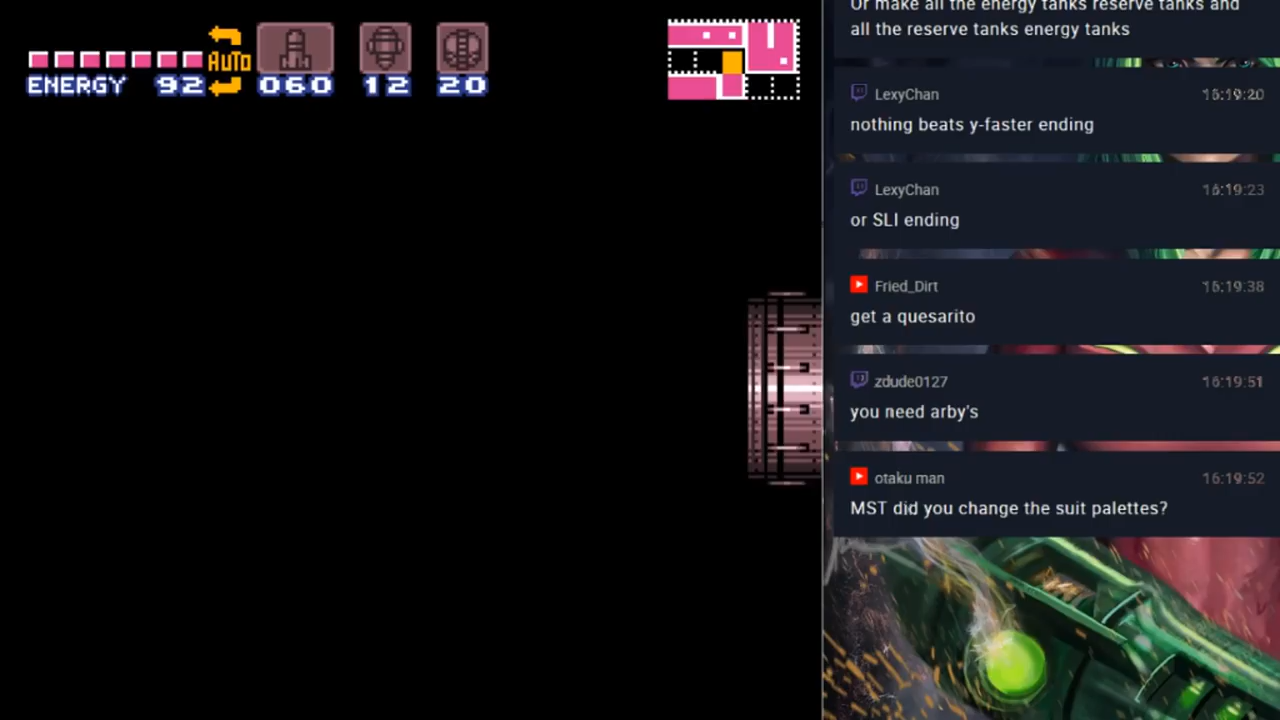 AUTO
ENERGY 92 060 12 20
Or make all the energy tanks reserve tanks and
all the reserve tanks energy tanks
LexyChan 16:19:20
nothing beats y-faster ending
LexyChan 16:19:23
or SLI ending
Fried_Dirt 16:19:38
get a quesarito
zdude0127 16:19:51
you need arby's
otaku man 16:19:52
MST did you change the suit palettes?